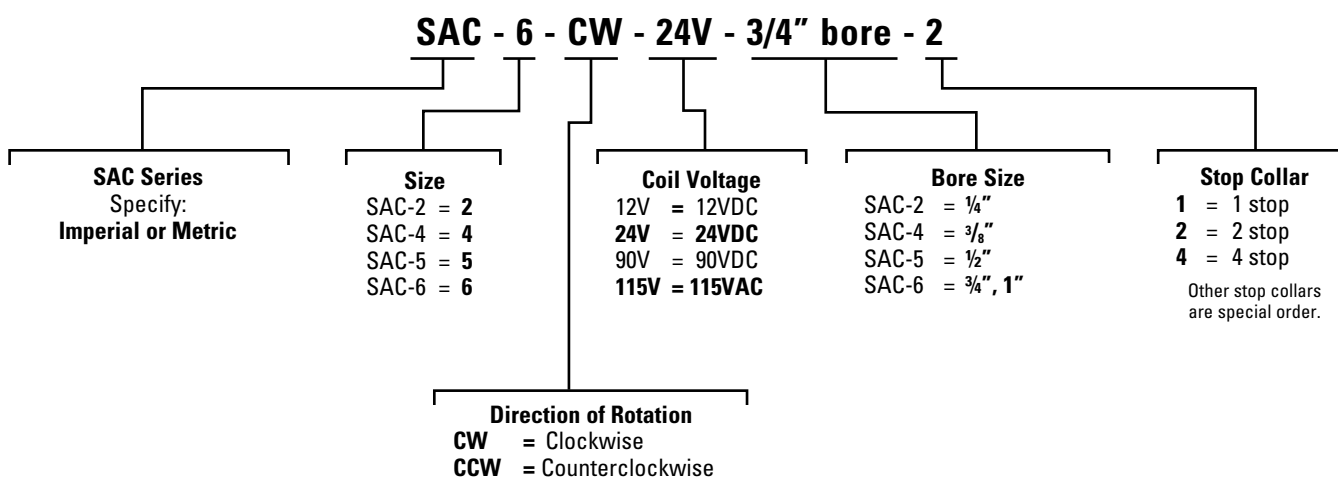 SAC - 6 - CW - 24V - 3/4" bore - 2
SAC Series
Specify:
Imperial or Metric
Size
SAC-2 = 2
SAC-4 = 4
SAC-5 = 5
SAC-6 = 6
Coil Voltage
12V = 12VDC
24V = 24VDC
90V = 90VDC
115V = 115VAC
Bore Size
SAC-2 = ¼"
SAC-4 = ⅜"
SAC-5 = ½"
SAC-6 = ¾", 1"
Stop Collar
1 = 1 stop
2 = 2 stop
4 = 4 stop
Other stop collars
are special order.
Direction of Rotation
CW = Clockwise
CCW = Counterclockwise